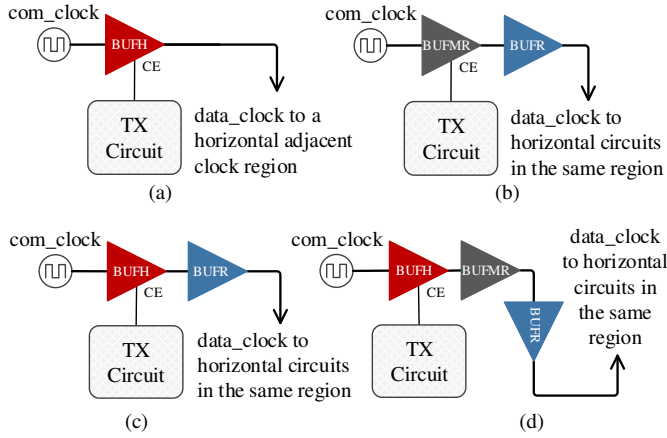 com_clock
BUFH
CE
TX
Circuit
data_clock to a
horizontal adjacent
clock region
(a)
com_clock
BUFMR
BUFR
CE
TX
Circuit
data_clock to
horizontal circuits
in the same region
(b)
com_clock
BUFH
BUFR
CE
TX
Circuit
data_clock to
horizontal circuits
in the same region
(c)
com_clock
BUFH
BUFMR
CE
BUFR
TX
Circuit
data_clock
to horizontal
circuits in
the same
region
(d)